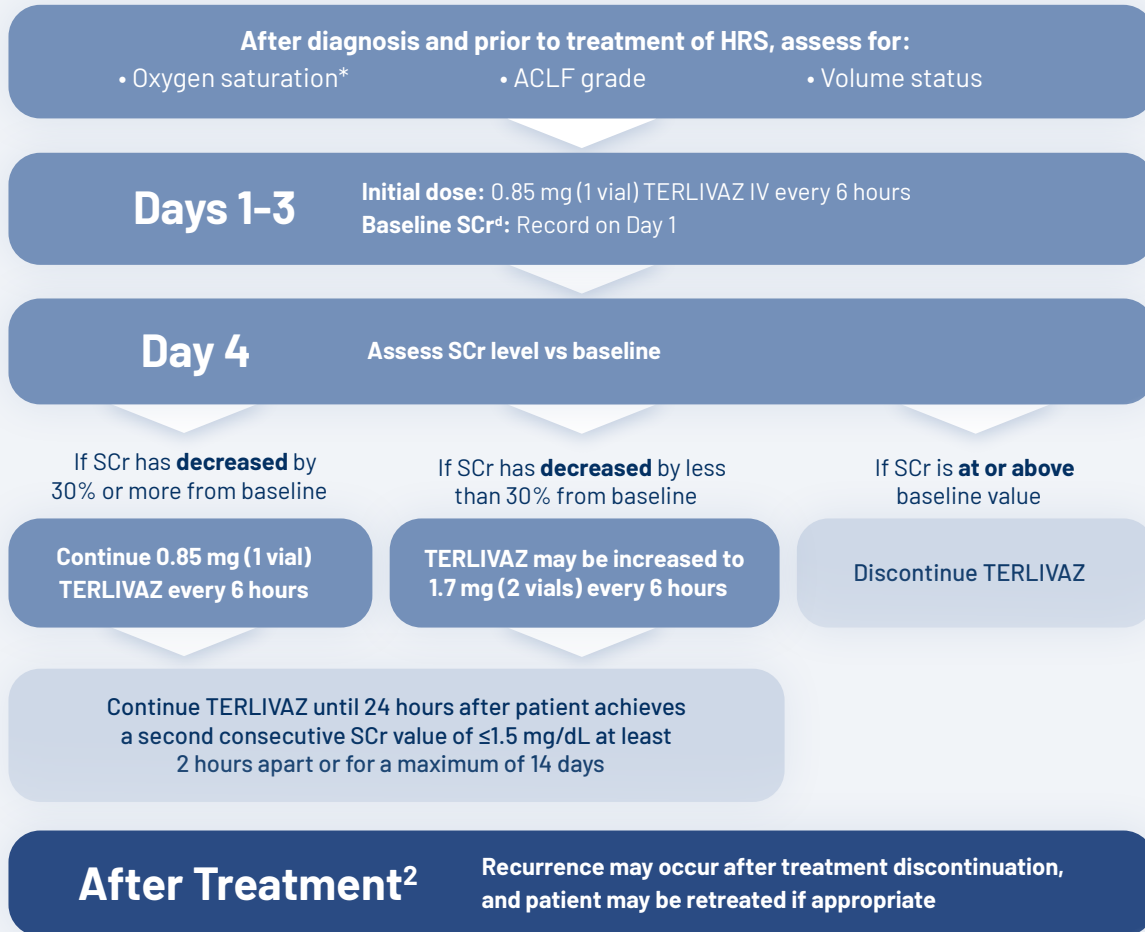 After diagnosis and prior to treatment of HRS, assess for:
• Oxygen saturation* • ACLF grade • Volume status
Days 1-3
Initial dose: 0.85 mg (1 vial) TERLIVAZ IV every 6 hours
Baseline SCrᵈ: Record on Day 1
Day 4
Assess SCr level vs baseline
If SCr has decreased by
30% or more from baseline
Continue 0.85 mg (1 vial)
TERLIVAZ every 6 hours
If SCr has decreased by less
than 30% from baseline
TERLIVAZ may be increased to
1.7 mg (2 vials) every 6 hours
If SCr is at or above
baseline value
Discontinue TERLIVAZ
Continue TERLIVAZ until 24 hours after patient achieves
a second consecutive SCr value of ≤1.5 mg/dL at least
2 hours apart or for a maximum of 14 days
After Treatment²
Recurrence may occur after treatment discontinuation,
and patient may be retreated if appropriate